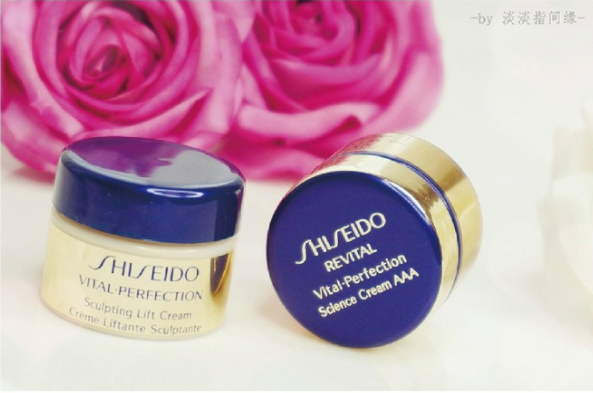 -by 淡淡指间缘-
SHISEIDO
VITAL-PERFECTION
Sculpting Lift Cream
Crème Liftante Sculptante
SHISEIDO
REVITAL
Vital-Perfection
Science Cream AAA